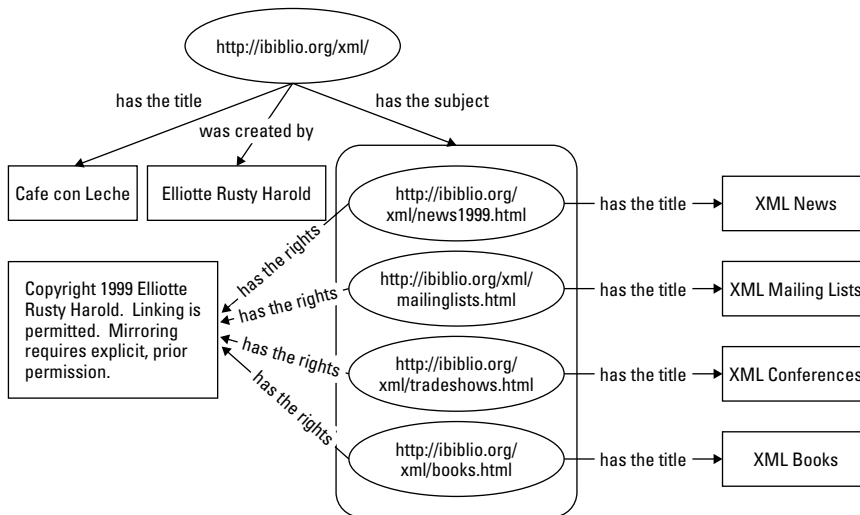 http://ibiblio.org/xml/
has the title
has the subject
was created by
Cafe con Leche
Elliotte Rusty Harold
http://ibiblio.org/
xml/news1999.html
has the title
XML News
has the rights
Copyright 1999 Elliotte
Rusty Harold. Linking is
permitted. Mirroring
requires explicit, prior
permission.
http://ibiblio.org/xml/
mailinglists.html
has the title
XML Mailing Lists
has the rights
http://ibiblio.org/
xml/tradeshows.html
has the title
XML Conferences
has the rights
http://ibiblio.org/
xml/books.html
has the title
XML Books
has the rights